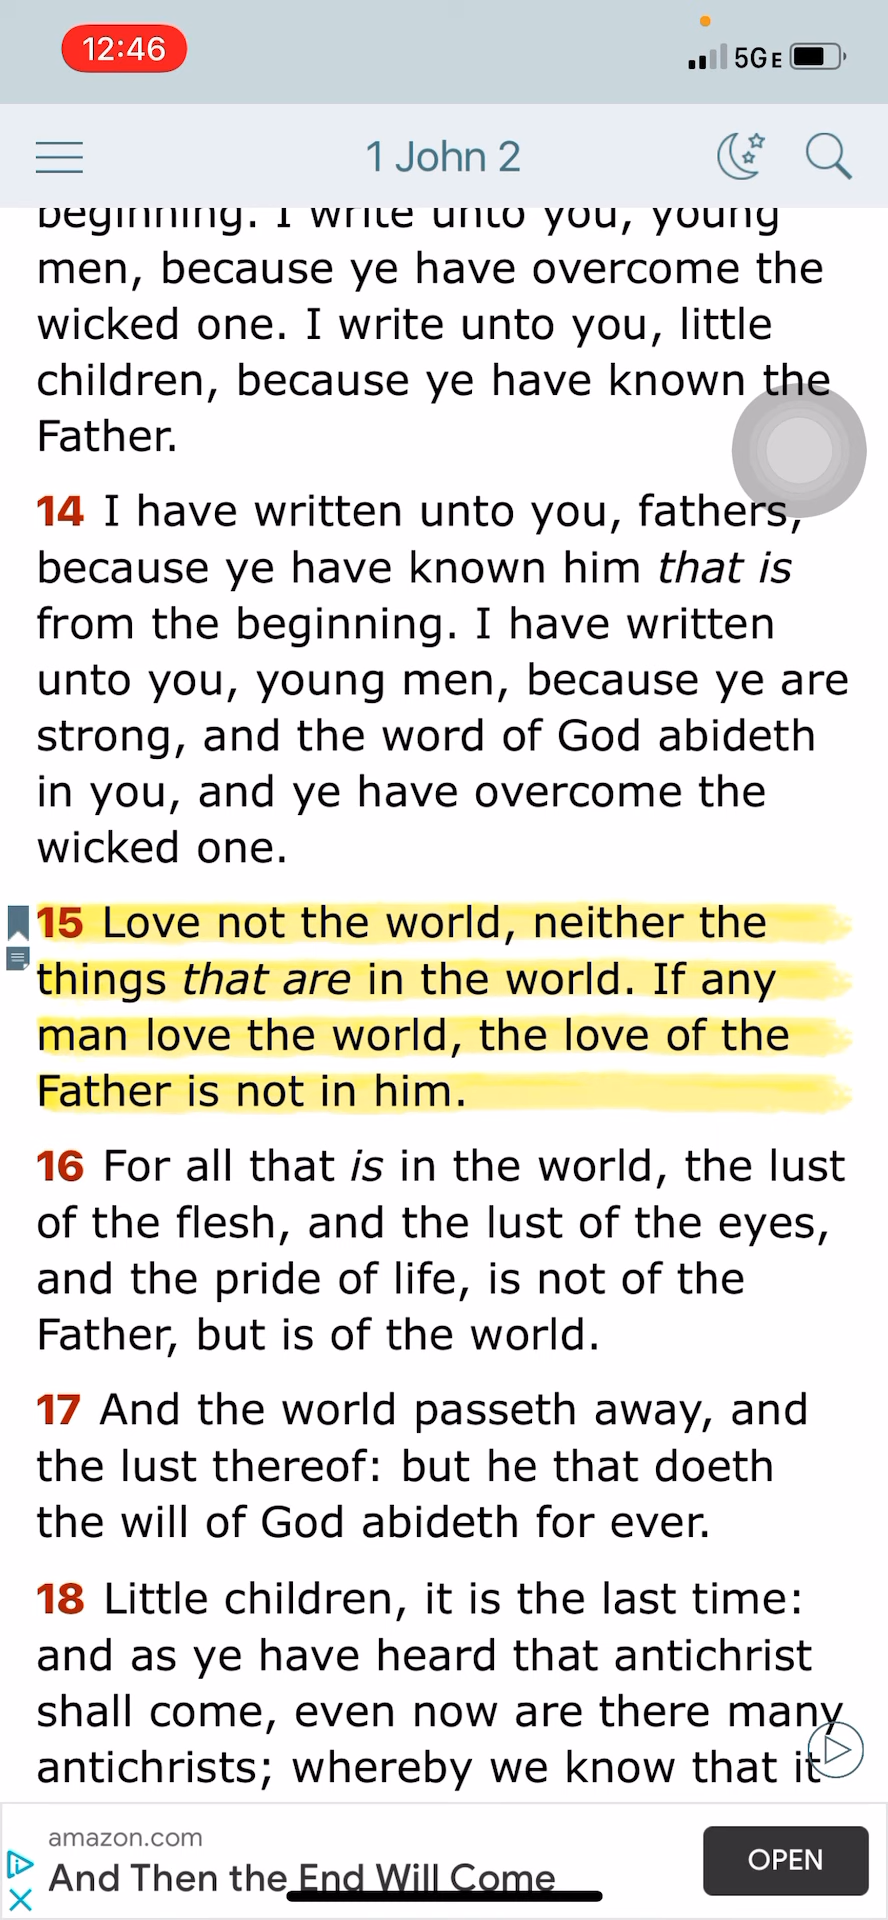 12:46
5GE
1 John 2
beginning. I write unto you, young
men, because ye have overcome the
wicked one. I write unto you, little
children, because ye have known the
Father.
14 I have written unto you, fathers,
because ye have known him that is
from the beginning. I have written
unto you, young men, because ye are
strong, and the word of God abideth
in you, and ye have overcome the
wicked one.
15 Love not the world, neither the
things that are in the world. If any
man love the world, the love of the
Father is not in him.
16 For all that is in the world, the lust
of the flesh, and the lust of the eyes,
and the pride of life, is not of the
Father, but is of the world.
17 And the world passeth away, and
the lust thereof: but he that doeth
the will of God abideth for ever.
18 Little children, it is the last time:
and as ye have heard that antichrist
shall come, even now are there many
antichrists; whereby we know that it
amazon.com
And Then the End Will Come
OPEN